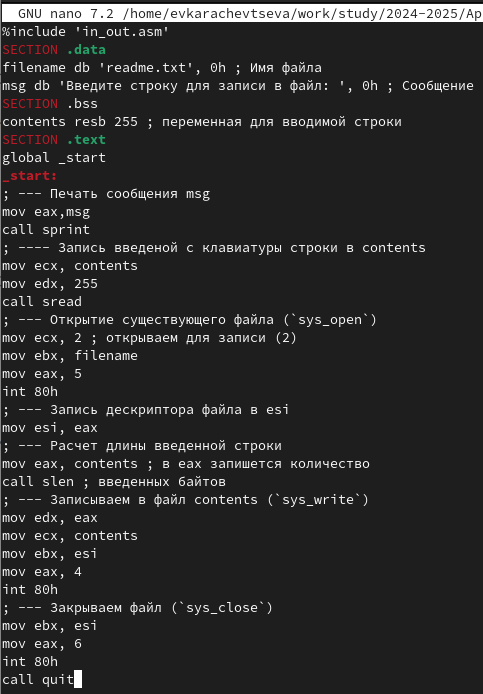 GNU nano 7.2 /home/evkarachevtseva/work/study/2024-2025/Ap
%include 'in_out.asm'
SECTION .data
filename db 'readme.txt', 0h ; Имя файла
msg db 'Введите строку для записи в файл: ', 0h ; Сообщение
SECTION .bss
contents resb 255 ; переменная для вводимой строки
SECTION .text
global _start
_start:
; --- Печать сообщения msg
mov eax,msg
call sprint
; ---- Запись введеной с клавиатуры строки в contents
mov ecx, contents
mov edx, 255
call sread
; --- Открытие существующего файла (`sys_open`)
mov ecx, 2 ; открываем для записи (2)
mov ebx, filename
mov eax, 5
int 80h
; --- Запись дескриптора файла в esi
mov esi, eax
; --- Расчет длины введенной строки
mov eax, contents ; в eax запишется количество
call slen ; введенных байтов
; --- Записываем в файл contents (`sys_write`)
mov edx, eax
mov ecx, contents
mov ebx, esi
mov eax, 4
int 80h
; --- Закрываем файл (`sys_close`)
mov ebx, esi
mov eax, 6
int 80h
call quit